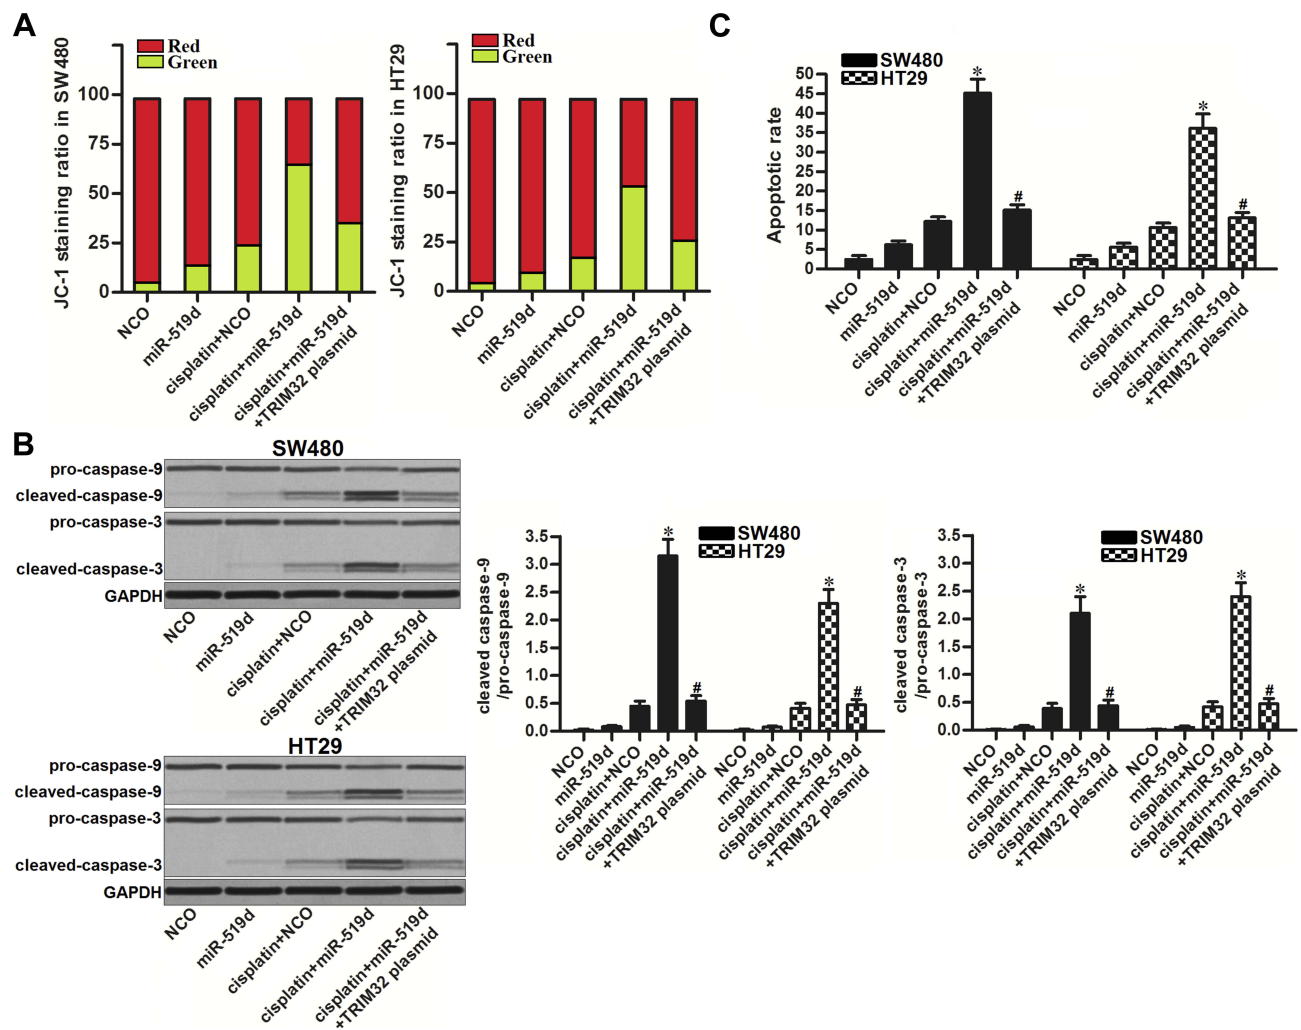 A
JC-1 staining ratio in SW480
Red
Green
100
75
50
25
0
NCO
miR-519d
cisplatin+NCO
cisplatin+miR-519d
cisplatin+miR-519d
+TRIM32 plasmid
JC-1 staining ratio in HT29
Red
Green
100
75
50
25
0
NCO
miR-519d
cisplatin+NCO
cisplatin+miR-519d
cisplatin+miR-519d
+TRIM32 plasmid
C
SW480
HT29
Apoptotic rate
50
45
40
35
30
25
20
15
10
5
0
*
#
*
#
NCO
miR-519d
cisplatin+NCO
cisplatin+miR-519d
cisplatin+miR-519d
+TRIM32 plasmid
NCO
miR-519d
cisplatin+NCO
cisplatin+miR-519d
cisplatin+miR-519d
+TRIM32 plasmid
B
SW480
pro-caspase-9
cleaved-caspase-9
pro-caspase-3
cleaved-caspase-3
GAPDH
NCO
miR-519d
cisplatin+NCO
cisplatin+miR-519d
cisplatin+miR-519d
+TRIM32 plasmid
HT29
pro-caspase-9
cleaved-caspase-9
pro-caspase-3
cleaved-caspase-3
GAPDH
NCO
miR-519d
cisplatin+NCO
cisplatin+miR-519d
cisplatin+miR-519d
+TRIM32 plasmid
cleaved caspase-9
/pro-caspase-9
SW480
HT29
3.5
3.0
2.5
2.0
1.5
1.0
0.5
0.0
*
#
*
#
NCO
miR-519d
cisplatin+NCO
cisplatin+miR-519d
cisplatin+miR-519d
+TRIM32 plasmid
NCO
miR-519d
cisplatin+NCO
cisplatin+miR-519d
cisplatin+miR-519d
+TRIM32 plasmid
cleaved caspase-3
/pro-caspase-3
SW480
HT29
3.5
3.0
2.5
2.0
1.5
1.0
0.5
0.0
*
#
*
#
NCO
miR-519d
cisplatin+NCO
cisplatin+miR-519d
cisplatin+miR-519d
+TRIM32 plasmid
NCO
miR-519d
cisplatin+NCO
cisplatin+miR-519d
cisplatin+miR-519d
+TRIM32 plasmid